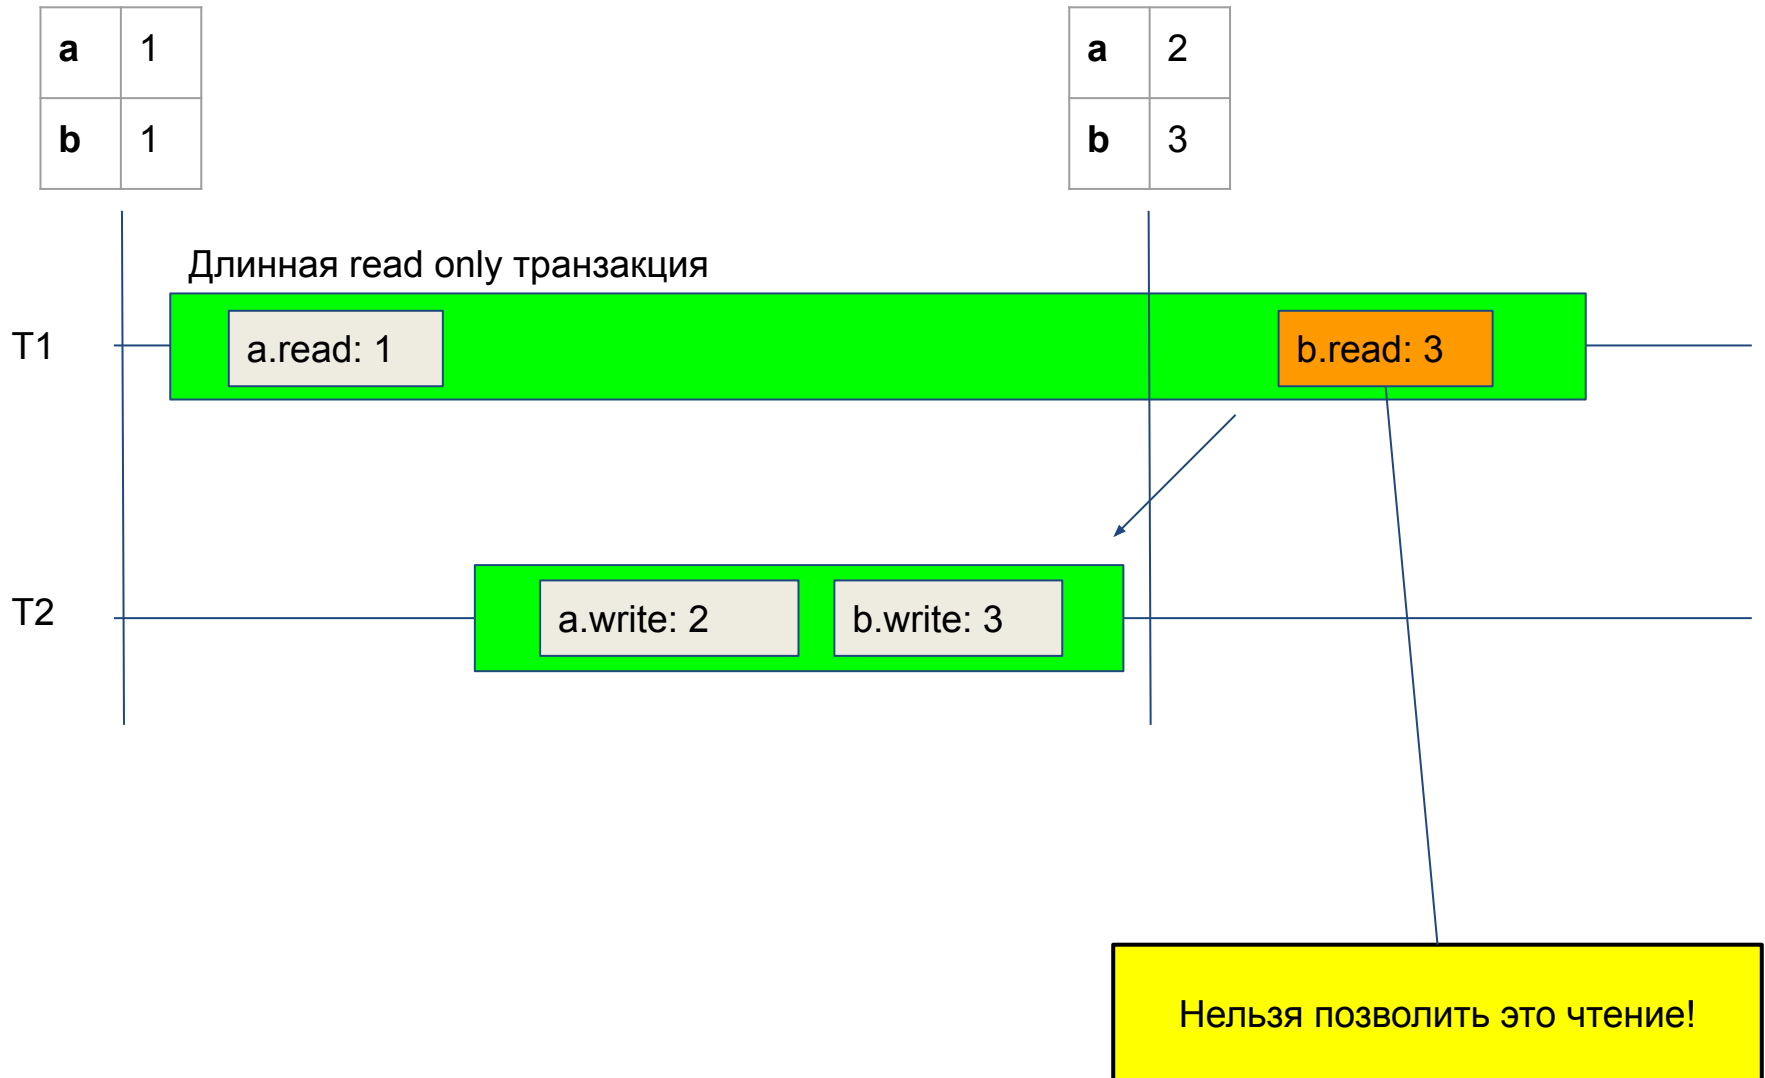 a 1
b 1
a 2
b 3
Длинная read only транзакция
T1
a.read: 1
b.read: 3
T2
a.write: 2
b.write: 3
Нельзя позволить это чтение!